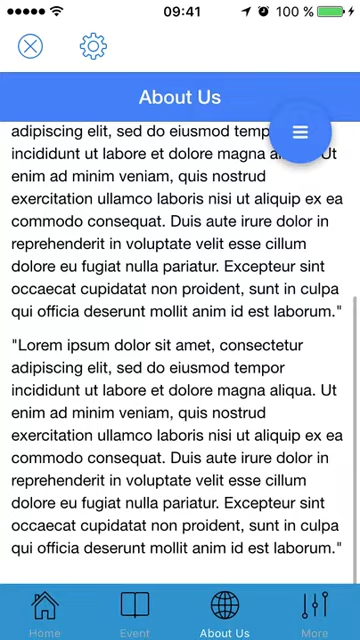 09:41
100 %
About Us
adipiscing elit, sed do eiusmod temp
incididunt ut labore et dolore magna Ut
enim ad minim veniam, quis nostrud
exercitation ullamco laboris nisi ut aliquip ex ea
commodo consequat. Duis aute irure dolor in
reprehenderit in voluptate velit esse cillum
dolore eu fugiat nulla pariatur. Excepteur sint
occaecat cupidatat non proident, sunt in culpa
qui officia deserunt mollit anim id est laborum."
"Lorem ipsum dolor sit amet, consectetur
adipiscing elit, sed do eiusmod tempor
incididunt ut labore et dolore magna aliqua. Ut
enim ad minim veniam, quis nostrud
exercitation ullamco laboris nisi ut aliquip ex ea
commodo consequat. Duis aute irure dolor in
reprehenderit in voluptate velit esse cillum
dolore eu fugiat nulla pariatur. Excepteur sint
occaecat cupidatat non proident, sunt in culpa
qui officia deserunt mollit anim id est laborum."
Home Event About Us More